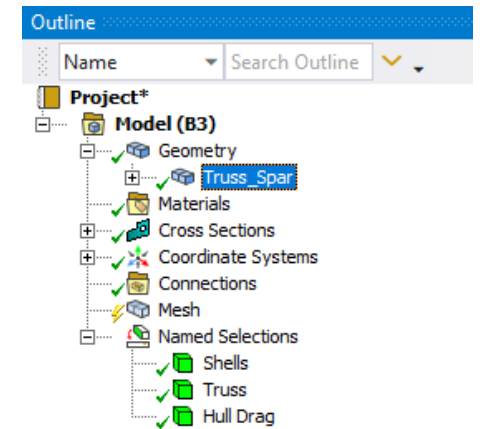 Outline
Name Search Outline
Project*
Model (B3)
Geometry
Truss_Spar
Materials
Cross Sections
Coordinate Systems
Connections
Mesh
Named Selections
Shells
Truss
Hull Drag